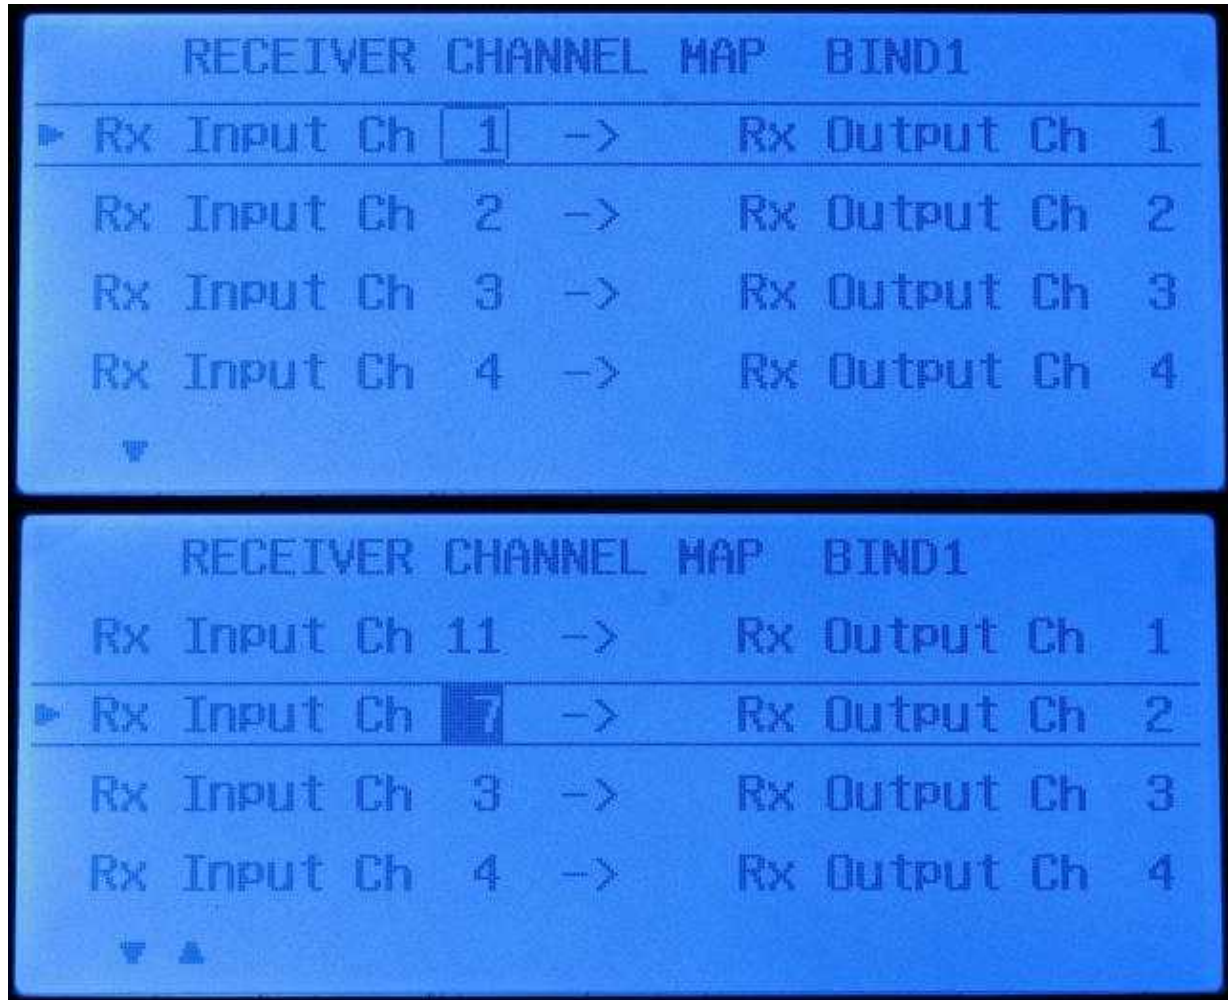 RECEIVER CHANNEL MAP BIND1
Rx Input Ch 1 -> Rx Output Ch 1
Rx Input Ch 2 -> Rx Output Ch 2
Rx Input Ch 3 -> Rx Output Ch 3
Rx Input Ch 4 -> Rx Output Ch 4
RECEIVER CHANNEL MAP BIND1
Rx Input Ch 11 -> Rx Output Ch 1
Rx Input Ch 7 -> Rx Output Ch 2
Rx Input Ch 3 -> Rx Output Ch 3
Rx Input Ch 4 -> Rx Output Ch 4